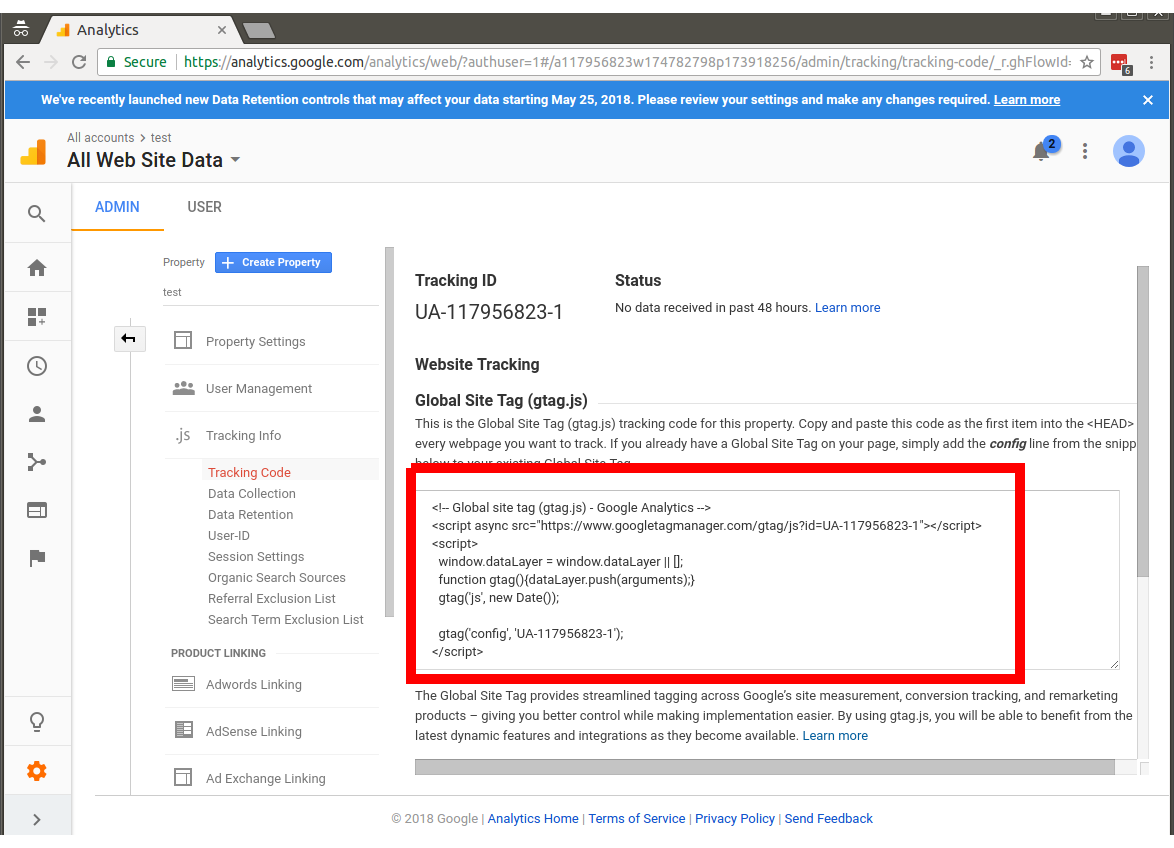 Analytics
Secure https://analytics.google.com/analytics/web/?authuser=1#/a117956823w174782798p173918256/admin/tracking/tracking-code/_r.ghFlowId=
6
We've recently launched new Data Retention controls that may affect your data starting May 25, 2018. Please review your settings and make any changes required. Learn more
All accounts > test
All Web Site Data
2
ADMIN USER
Property + Create Property
test
Property Settings
User Management
.js Tracking Info
Tracking Code
Data Collection
Data Retention
User-ID
Session Settings
Organic Search Sources
Referral Exclusion List
Search Term Exclusion List
PRODUCT LINKING
Adwords Linking
AdSense Linking
Ad Exchange Linking
Tracking ID
UA-117956823-1
Status
No data received in past 48 hours. Learn more
Website Tracking
Global Site Tag (gtag.js)
This is the Global Site Tag (gtag.js) tracking code for this property. Copy and paste this code as the first item into the <HEAD>
every webpage you want to track. If you already have a Global Site Tag on your page, simply add the config line from the snipp
below to your existing Global Site Tag.
<!-- Global site tag (gtag.js) - Google Analytics -->
<script async src="https://www.googletagmanager.com/gtag/js?id=UA-117956823-1"></script>
<script>
window.dataLayer = window.dataLayer || [];
function gtag(){dataLayer.push(arguments);}
gtag('js', new Date());
gtag('config', 'UA-117956823-1');
</script>
The Global Site Tag provides streamlined tagging across Google's site measurement, conversion tracking, and remarketing
products – giving you better control while making implementation easier. By using gtag.js, you will be able to benefit from the
latest dynamic features and integrations as they become available. Learn more
© 2018 Google | Analytics Home | Terms of Service | Privacy Policy | Send Feedback